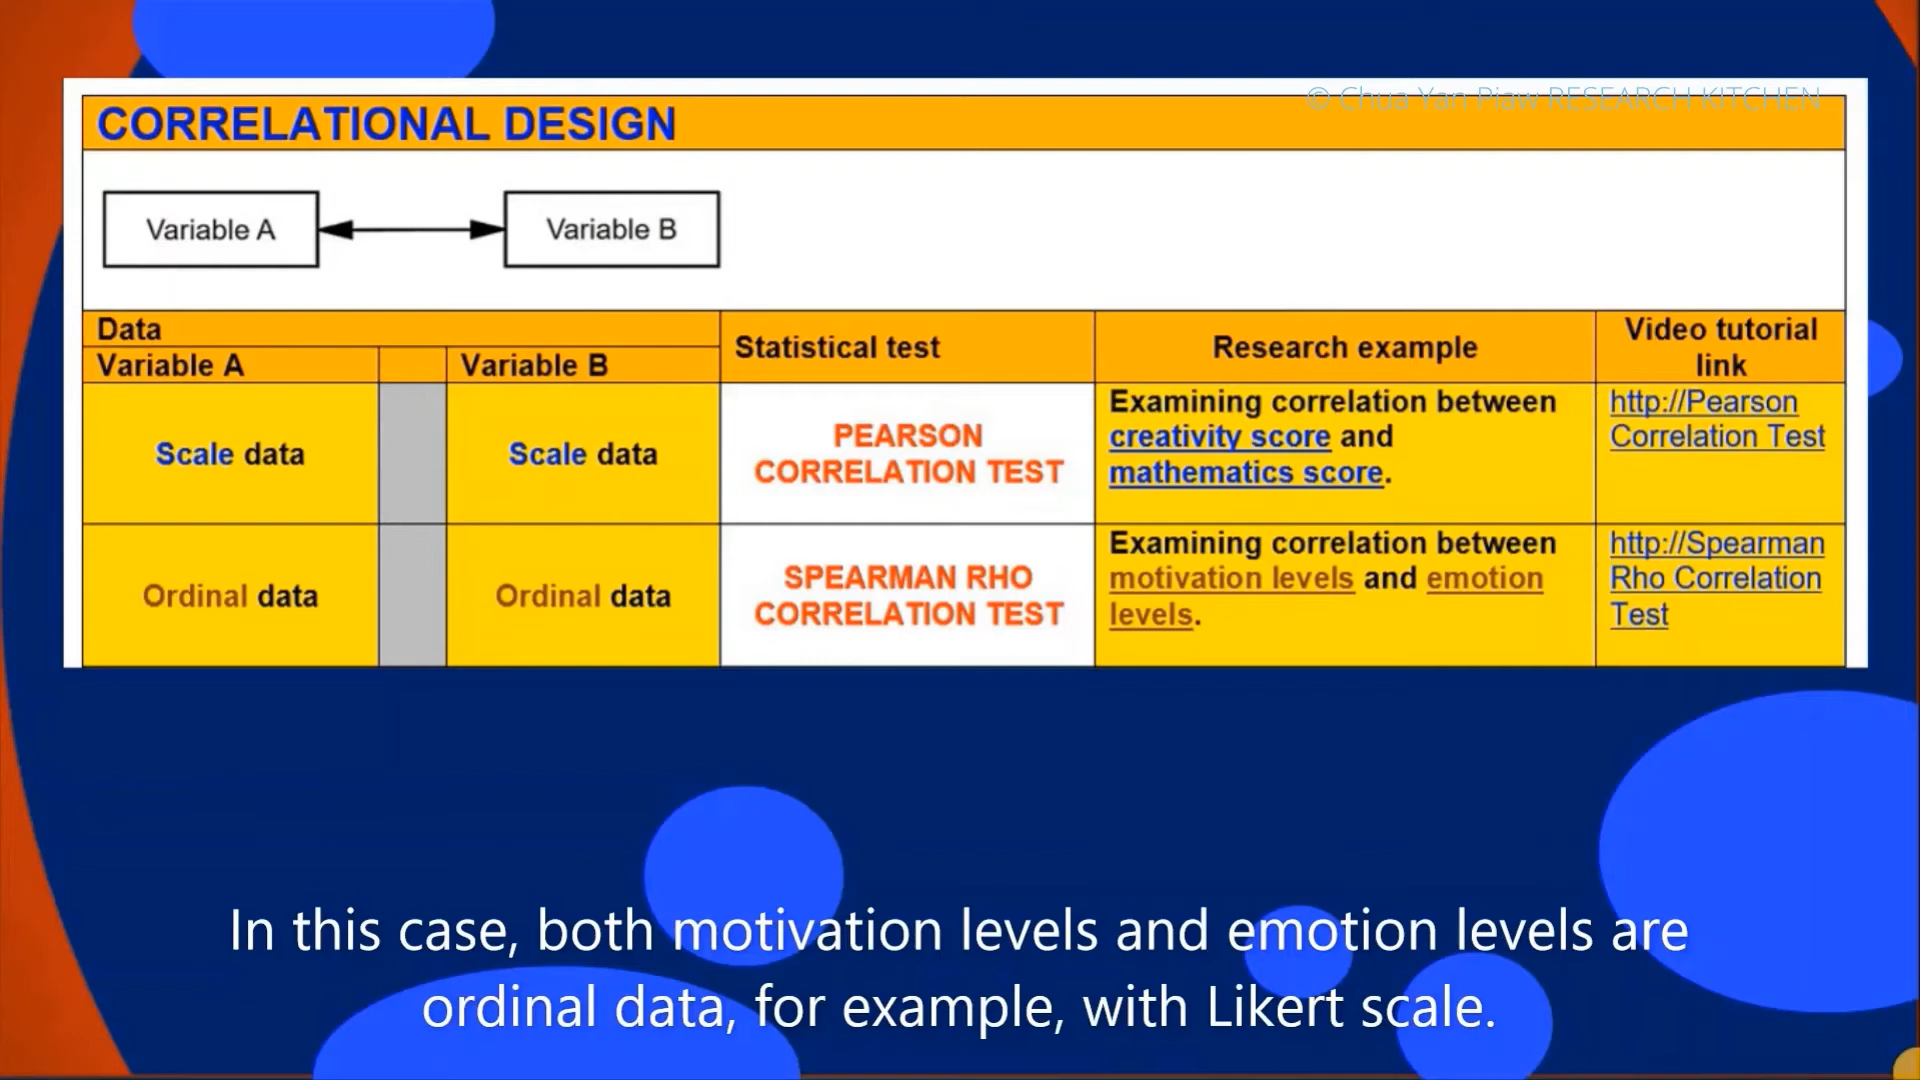 © Chua Yan Piaw RESEARCH KITCHEN
CORRELATIONAL DESIGN
Variable A
Variable B
Data
Variable A
Variable B
Statistical test
Research example
Video tutorial
link
Scale data
Scale data
PEARSON
CORRELATION TEST
Examining correlation between
creativity score and
mathematics score.
http://Pearson
Correlation Test
Ordinal data
Ordinal data
SPEARMAN RHO
CORRELATION TEST
Examining correlation between
motivation levels and emotion
levels.
http://Spearman
Rho Correlation
Test
In this case, both motivation levels and emotion levels are
ordinal data, for example, with Likert scale.